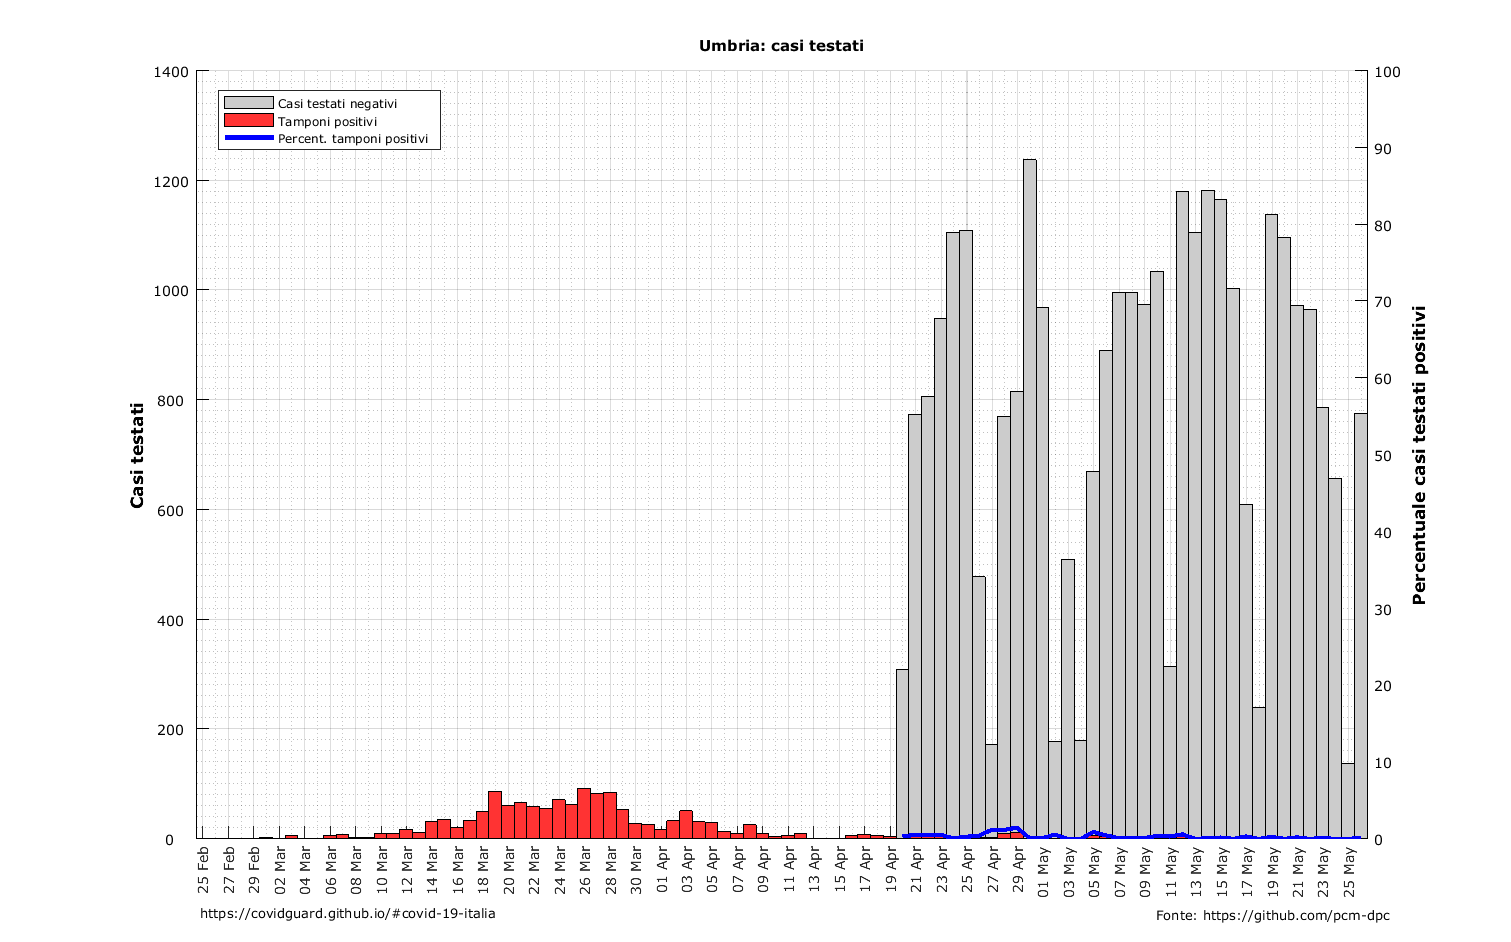 Umbria: casi testati
Casi testati negativi
Tamponi positivi
Percent. tamponi positivi
Casi testati
1400
1200
1000
800
600
400
200
0
100
90
80
70
60
50
40
30
20
10
0
Percentuale casi testati positivi
25 Feb
27 Feb
29 Feb
02 Mar
04 Mar
06 Mar
08 Mar
10 Mar
12 Mar
14 Mar
16 Mar
18 Mar
20 Mar
22 Mar
24 Mar
26 Mar
28 Mar
30 Mar
01 Apr
03 Apr
05 Apr
07 Apr
09 Apr
11 Apr
13 Apr
15 Apr
17 Apr
19 Apr
21 Apr
23 Apr
25 Apr
27 Apr
29 Apr
01 May
03 May
05 May
07 May
09 May
11 May
13 May
15 May
17 May
19 May
21 May
23 May
25 May
https://covidguard.github.io/#covid-19-italia
Fonte: https://github.com/pcm-dpc